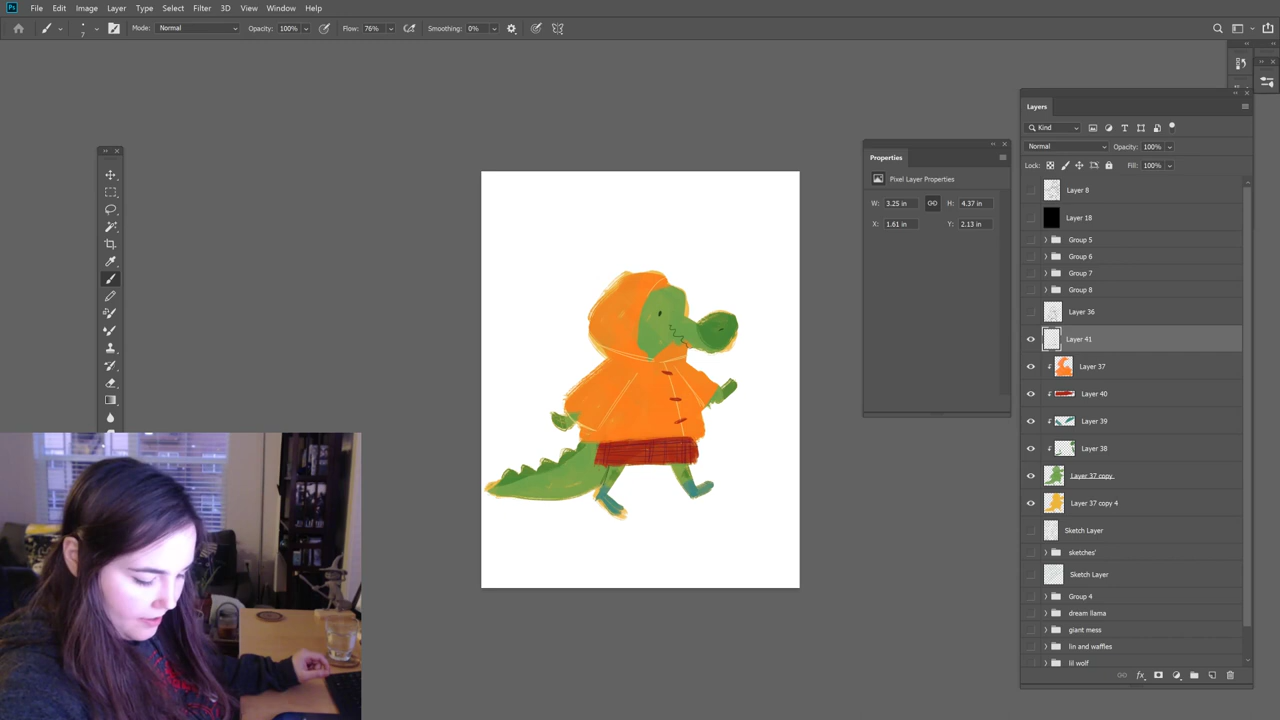 Ps File Edit Image Layer Type Select Filter 3D View Window Help
7 Mode: Normal Opacity: 100% Flow: 76% Smoothing: 0%
Properties
Pixel Layer Properties
W: 3.25 in H: 4.37 in
X: 1.61 in Y: 2.13 in
Layers
Kind
Normal Opacity: 100%
Lock: Fill: 100%
Layer 8
Layer 18
Group 5
Group 6
Group 7
Group 8
Layer 36
Layer 41
Layer 37
Layer 40
Layer 39
Layer 38
Layer 37 copy
Layer 37 copy 4
Sketch Layer
sketches'
Sketch Layer
Group 4
dream llama
giant mess
lin and waffles
lil wolf
fx